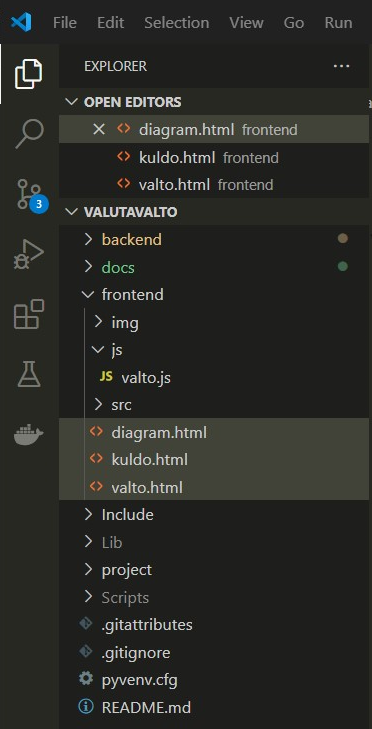 File Edit Selection View Go Run
EXPLORER ...
OPEN EDITORS
diagram.html frontend
kuldo.html frontend
valto.html frontend
3
VALUTAVALTO
backend
docs
frontend
img
js
JS valto.js
src
diagram.html
kuldo.html
valto.html
Include
Lib
project
Scripts
.gitattributes
.gitignore
pyvenv.cfg
README.md